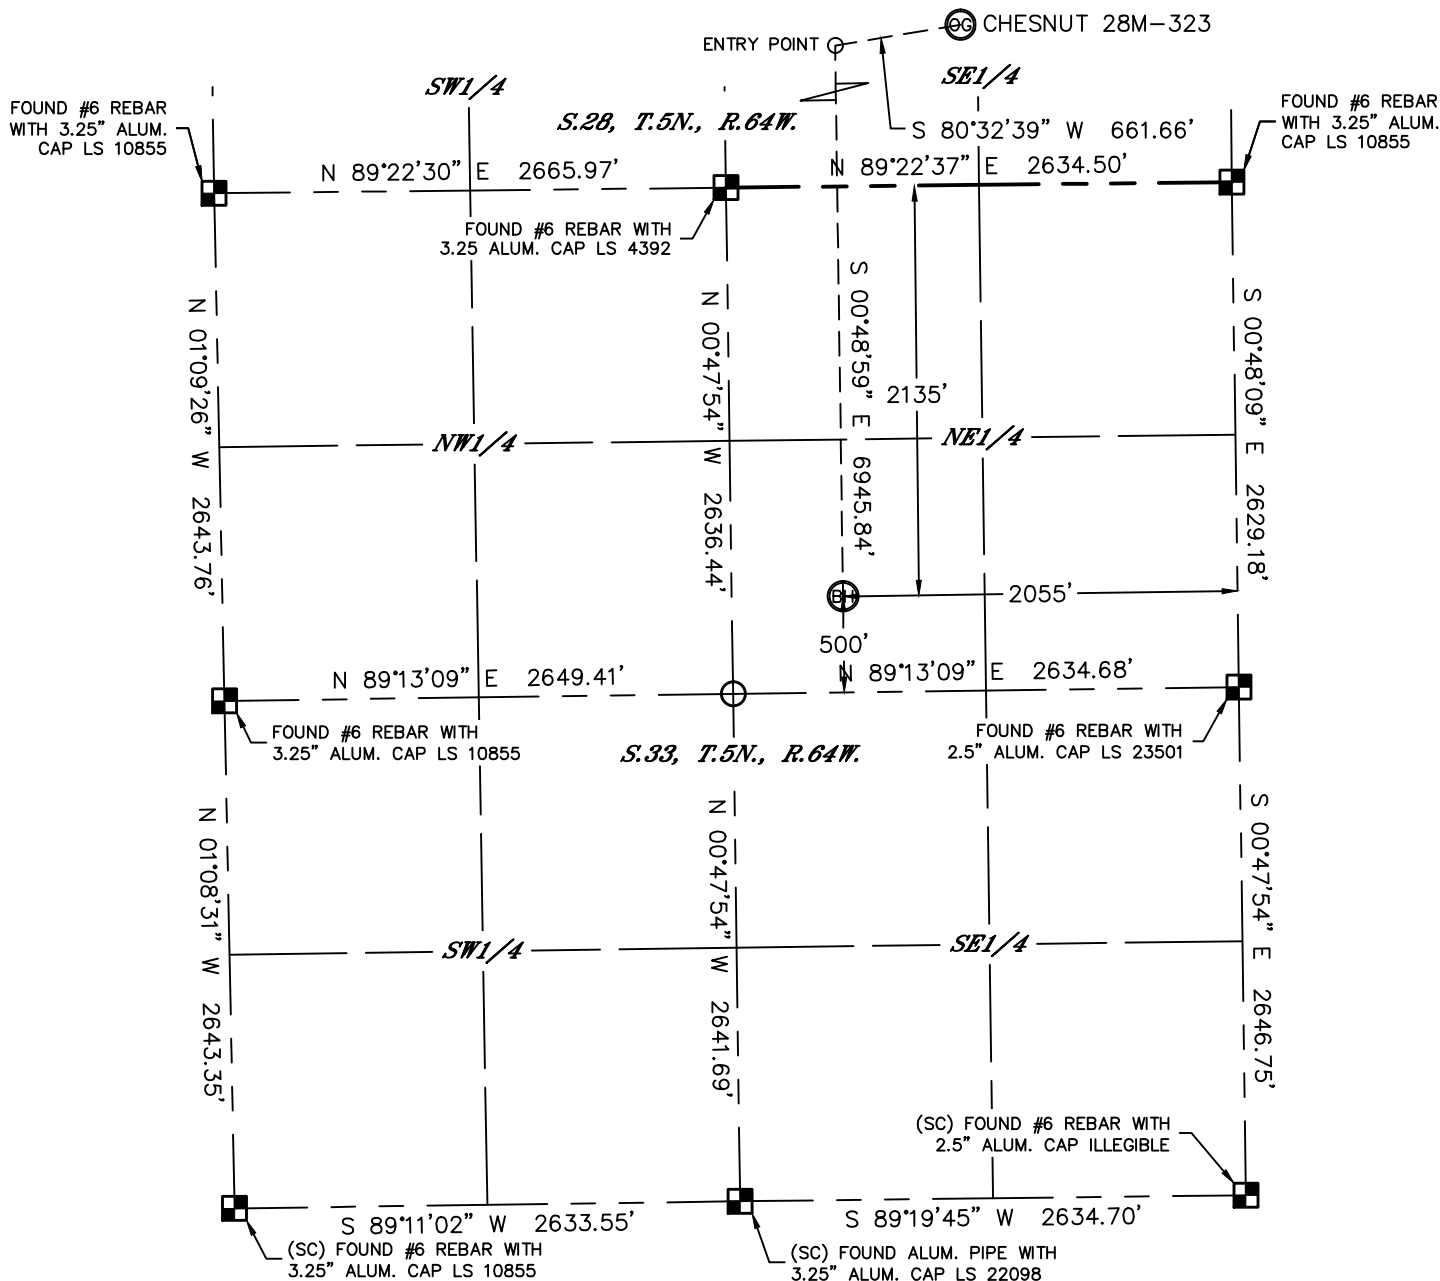 CHESNUT 28M-323
OG
ENTRY POINT
SW1/4
SE1/4
FOUND #6 REBAR
WITH 3.25" ALUM.
CAP LS 10855
FOUND #6 REBAR
WITH 3.25" ALUM.
CAP LS 10855
S.28, T.5N., R.64W.
S 80°32'39" W 661.66'
N 89°22'30" E 2665.97'
N 89°22'37" E 2634.50'
FOUND #6 REBAR WITH
3.25 ALUM. CAP LS 4392
N 01°09'26" W 2643.76'
N 00°47'54" W 2636.44'
S 00°48'59" E 6945.84'
S 00°48'09" E 2629.18'
2135'
NW1/4
NE1/4
BH
2055'
500'
N 89°13'09" E 2649.41'
N 89°13'09" E 2634.68'
FOUND #6 REBAR WITH
3.25" ALUM. CAP LS 10855
FOUND #6 REBAR WITH
2.5" ALUM. CAP LS 23501
S.33, T.5N., R.64W.
N 01°08'31" W 2643.35'
N 00°47'54" W 2641.69'
S 00°47'54" E 2646.75'
SW1/4
SE1/4
(SC) FOUND #6 REBAR WITH
2.5" ALUM. CAP ILLEGIBLE
S 89°11'02" W 2633.55'
S 89°19'45" W 2634.70'
(SC) FOUND #6 REBAR WITH
3.25" ALUM. CAP LS 10855
(SC) FOUND ALUM. PIPE WITH
3.25" ALUM. CAP LS 22098